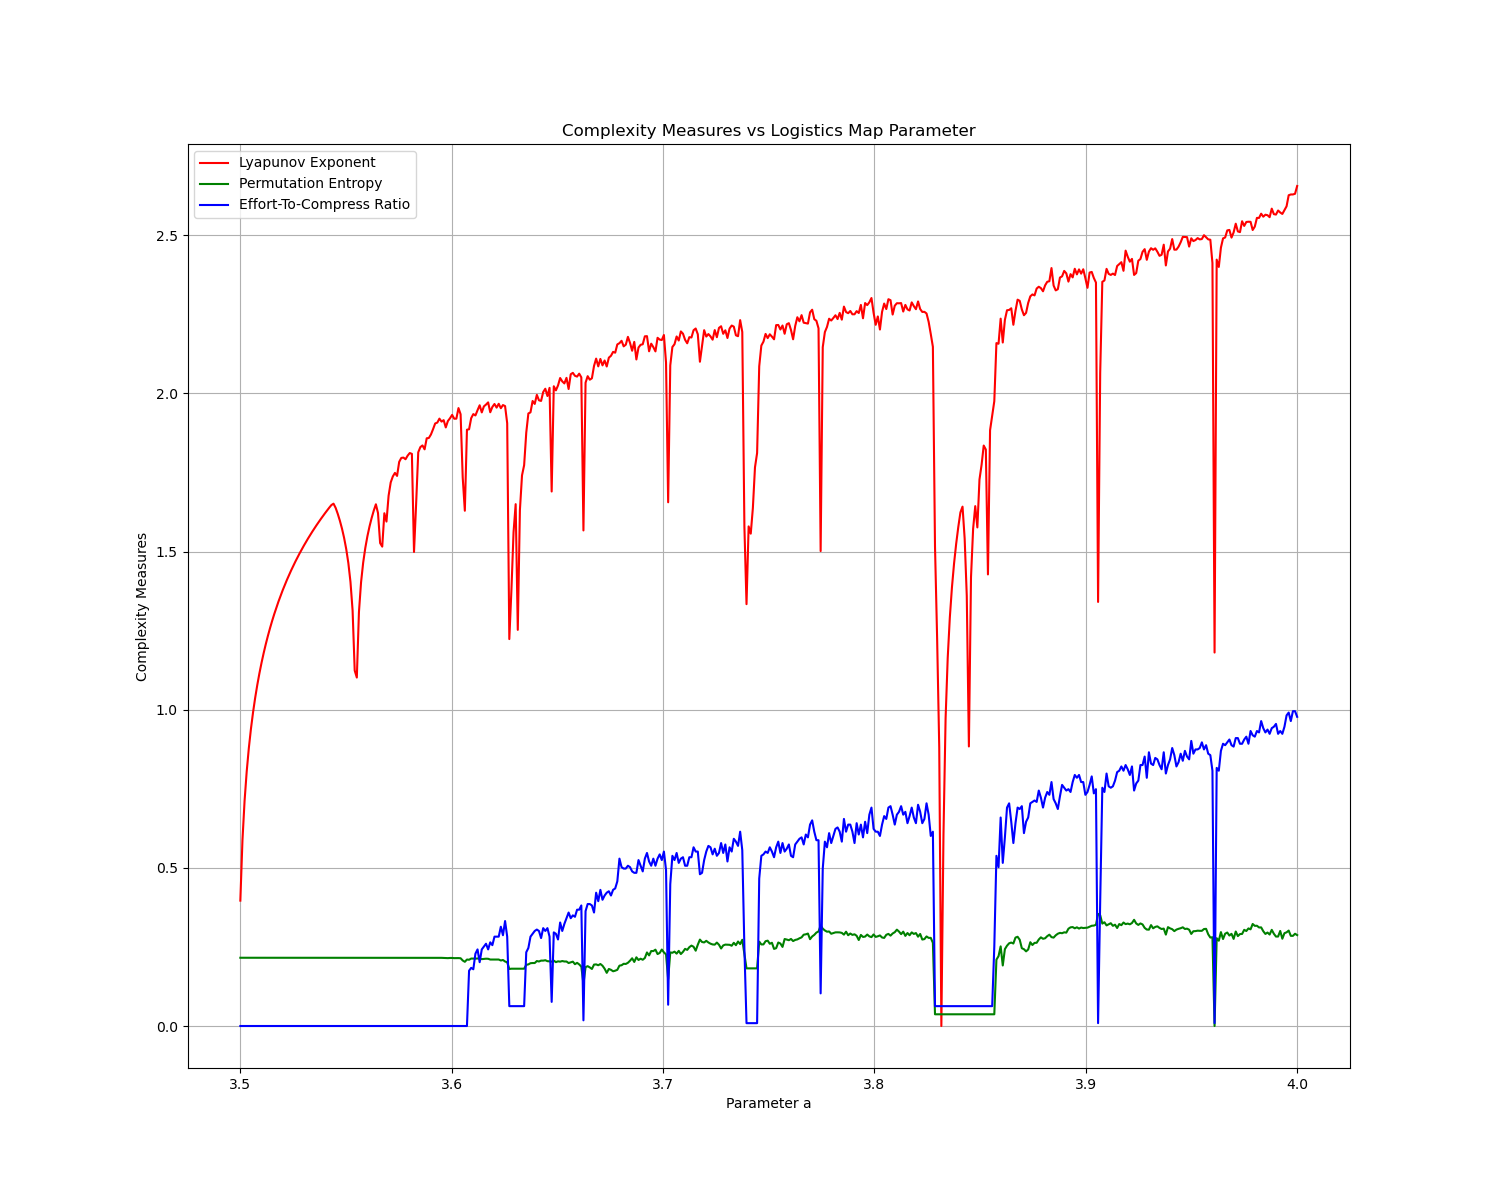 Complexity Measures vs Logistics Map Parameter
Lyapunov Exponent
Permutation Entropy
Effort-To-Compress Ratio
2.5
2.0
1.5
1.0
0.5
0.0
Complexity Measures
3.5 3.6 3.7 3.8 3.9 4.0
Parameter a